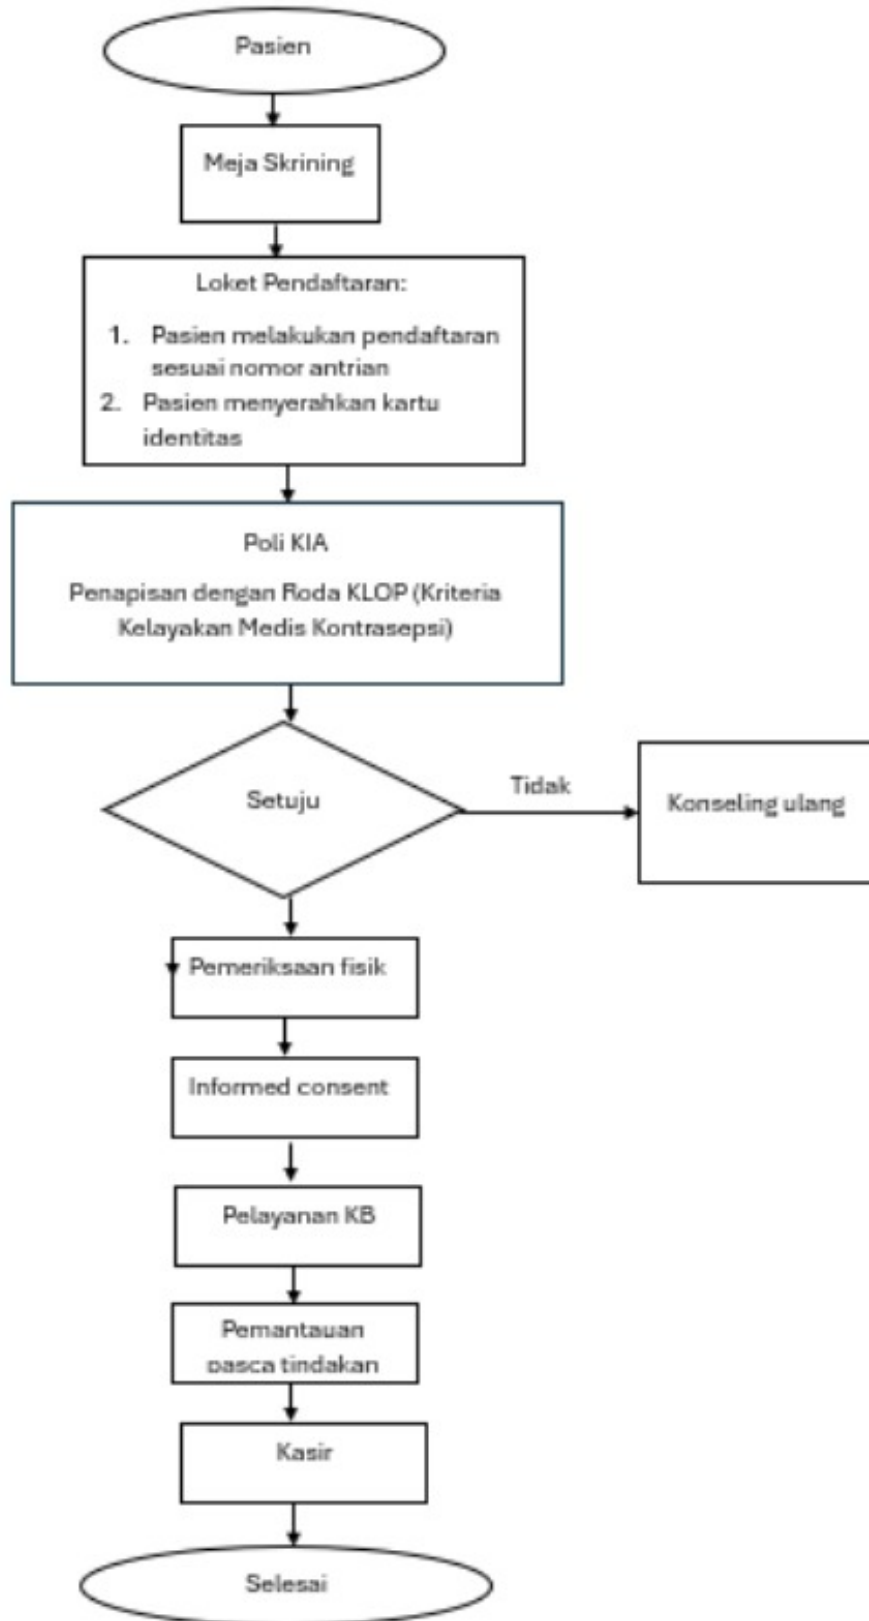 Pasien
Meja Skrining
Loket Pendaftaran:
1. Pasien melakukan pendaftaran
sesuai nomor antrian
2. Pasien menyerahkan kartu
identitas
Poli KIA
Penapisan dengan Roda KLOP (Kriteria
Kelayakan Medis Kontrasepsi)
Setuju
Tidak
Konseling ulang
Pemeriksaan fisik
Informed consent
Pelayanan KB
Pemantauan
pasca tindakan
Kasir
Selesai